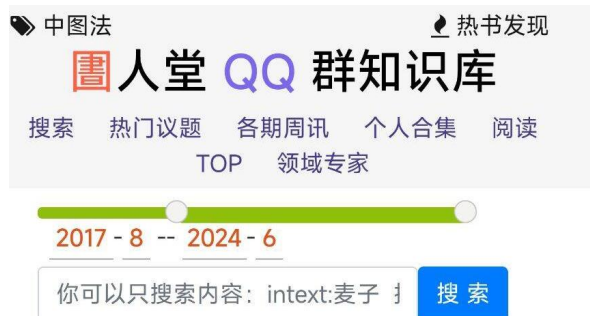 中图法 热书发现
圕人堂 QQ 群知识库
搜索 热门议题 各期周讯 个人合集 阅读
TOP 领域专家
2017 - 8 -- 2024 - 6
你可以只搜索内容：intext:麦子 搜 索